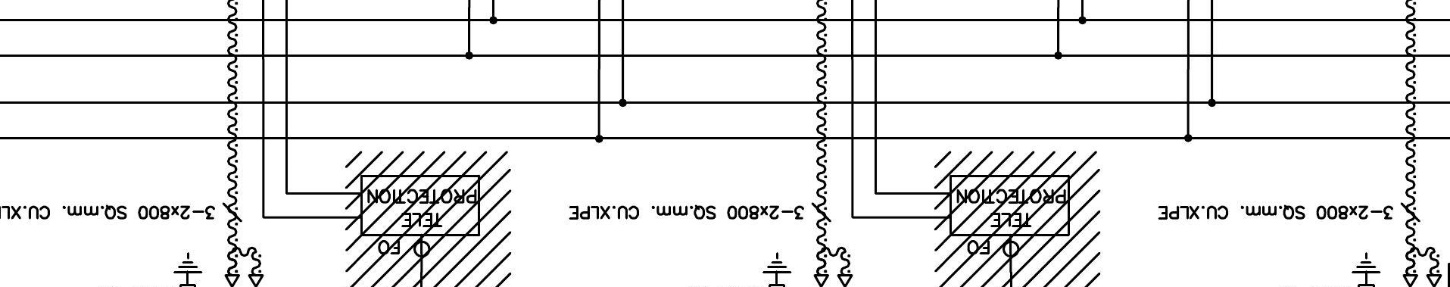 FO
FO
3-2x800 SQ.mm. CU.XLPE
TELE
PROTECTION
3-2x800 SQ.mm. CU.XLPE
TELE
PROTECTION
3-2x800 SQ.mm. CU.XL